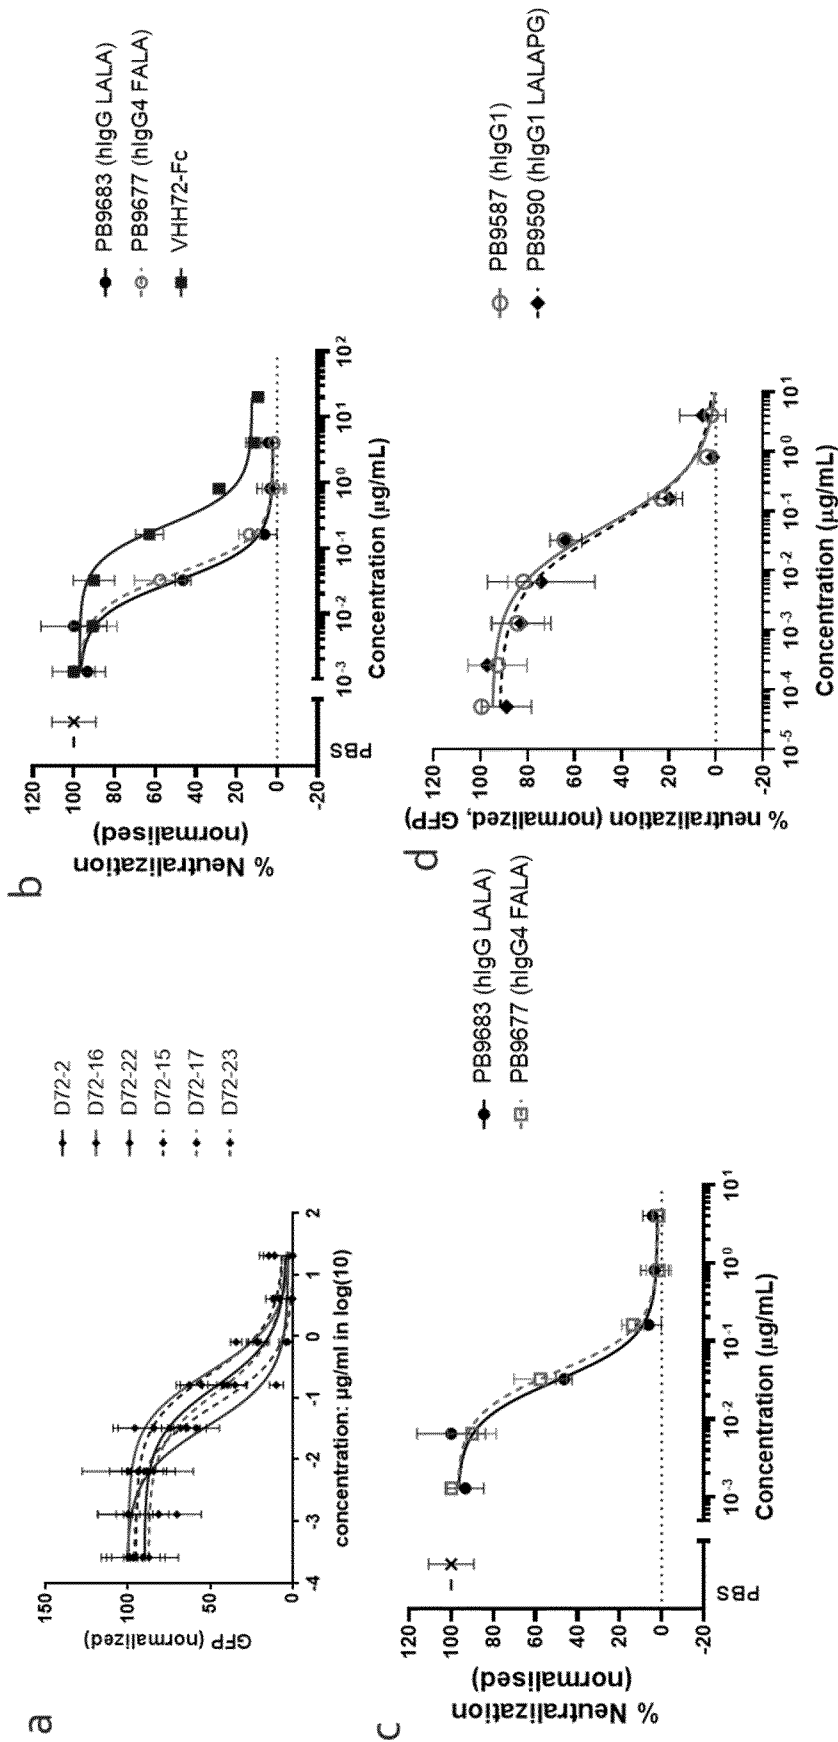 a
GFP (normalized)
150
100
50
0
-4
-3
-2
-1
0
1
2
concentration: µg/ml in log(10)
D72-2
D72-16
D72-22
D72-15
D72-17
D72-23
b
% Neutralization
(normalised)
120
100
80
60
40
20
0
-20
PBS
10-3
10-2
10-1
100
101
102
Concentration (µg/mL)
PB9683 (hIgG LALA)
PB9677 (hIgG4 FALA)
VHH72-Fc
c
% Neutralization
(normalised)
120
100
80
60
40
20
0
-20
PBS
10-3
10-2
10-1
100
101
Concentration (µg/mL)
PB9683 (hIgG LALA)
PB9677 (hIgG4 FALA)
d
% neutralization (normalized, GFP)
120
100
80
60
40
20
0
-20
10-5
10-4
10-3
10-2
10-1
100
101
Concentration (µg/mL)
PB9587 (hIgG1)
PB9590 (hIgG1 LALAPG)